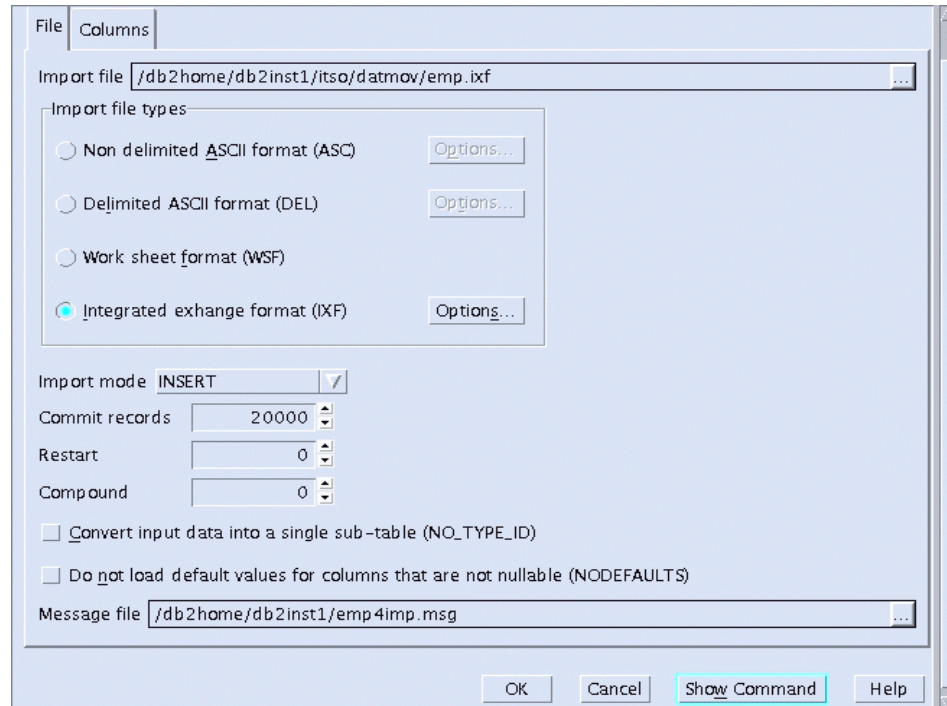 File Columns
Import file /db2home/db2inst1/itso/datmov/emp.ixf ...
Import file types
Non delimited ASCII format (ASC) Options...
Delimited ASCII format (DEL) Options...
Work sheet format (WSF)
Integrated exhange format (IXF) Options...
Import mode INSERT
Commit records 20000
Restart 0
Compound 0
Convert input data into a single sub-table (NO_TYPE_ID)
Do not load default values for columns that are not nullable (NODEFAULTS)
Message file /db2home/db2inst1/emp4imp.msg ...
OK Cancel Show Command Help